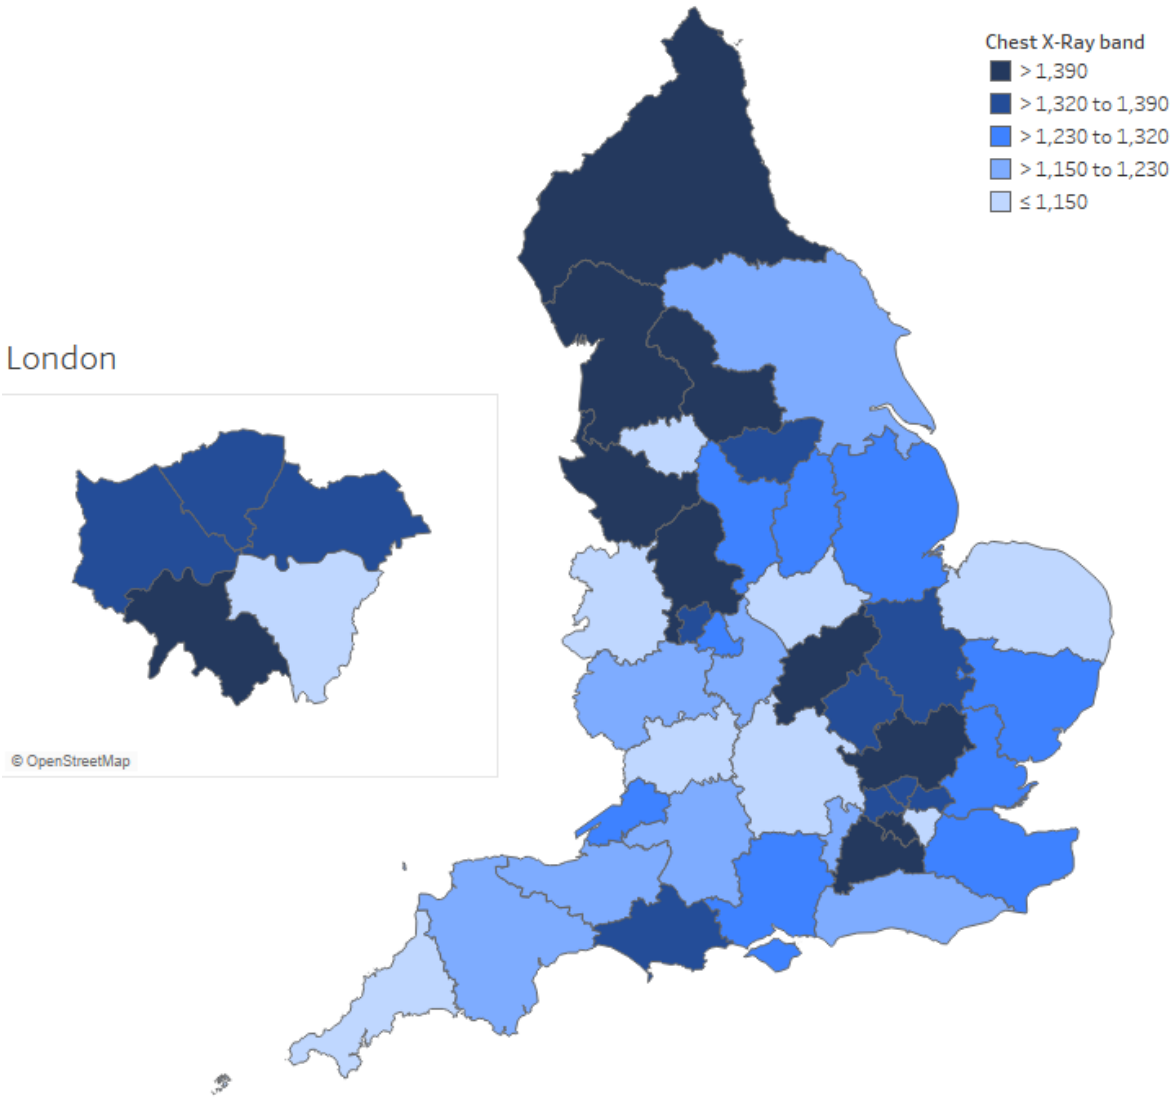 Chest X-Ray band
> 1,390
> 1,320 to 1,390
> 1,230 to 1,320
> 1,150 to 1,230
≤ 1,150
London
© OpenStreetMap